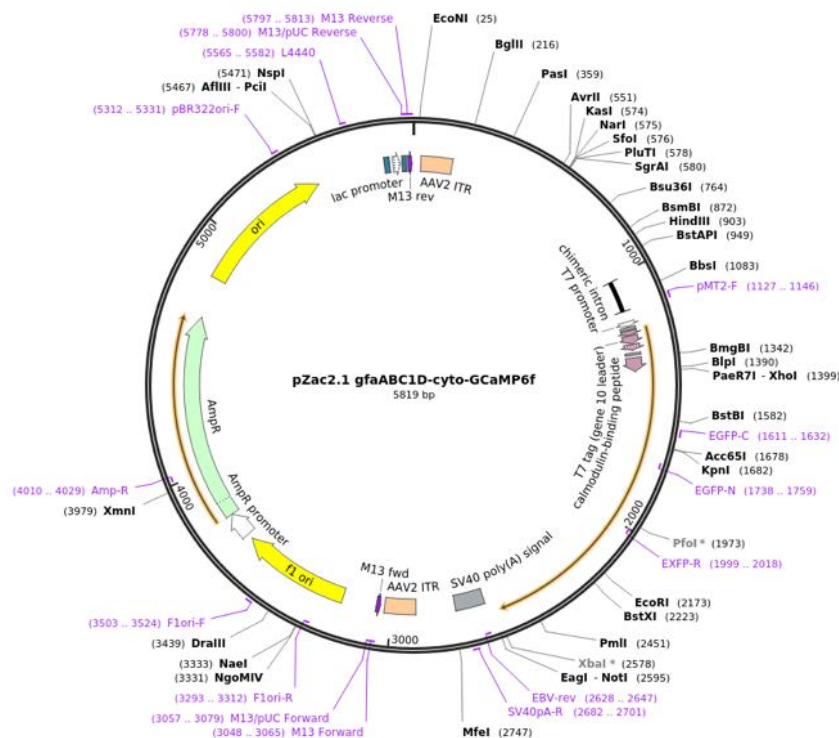 (5797 .. 5813) M13 Reverse
(5778 .. 5800) M13/pUC Reverse
(5565 .. 5582) L4440
(5471) NspI
(5467) AflIII - PciI
(5312 .. 5331) pBR322ori-F
EcoNI (25)
BglII (216)
PasI (359)
AvrII (551)
KasI (574)
NarI (575)
SfoI (576)
PluTI (578)
SgrAI (580)
Bsu36I (764)
BsmBI (872)
HindIII (903)
BstAPI (949)
BbsI (1083)
pMT2-F (1127 .. 1146)
BmgBI (1342)
BlpI (1390)
PaeR7I - XhoI (1399)
BstBI (1582)
EGFP-C (1611 .. 1632)
Acc65I (1678)
KpnI (1682)
EGFP-N (1738 .. 1759)
PfoI * (1973)
EXFP-R (1999 .. 2018)
EcoRI (2173)
BstXI (2223)
PmlI (2451)
XbaI * (2578)
EagI - NotI (2595)
EBV-rev (2628 .. 2647)
SV40pA-R (2682 .. 2701)
MfeI (2747)
(4010 .. 4029) Amp-R
(3979) XmnI
(3503 .. 3524) F1ori-F
(3439) DraIII
(3333) NaeI
(3331) NgoMIV
(3293 .. 3312) F1ori-R
(3057 .. 3079) M13/pUC Forward
(3048 .. 3065) M13 Forward
lac promoter
M13 rev
AAV2 ITR
ori
5000
1000
chimeric intron
T7 promoter
pZac2.1 gfaABC1D-cyto-GCaMP6f
5819 bp
T7 tag (gene 10 leader)
calmodulin-binding peptide
AmpR
AmpR promoter
4000
2000
f1 ori
M13 fwd
AAV2 ITR
SV40 poly(A) signal
3000